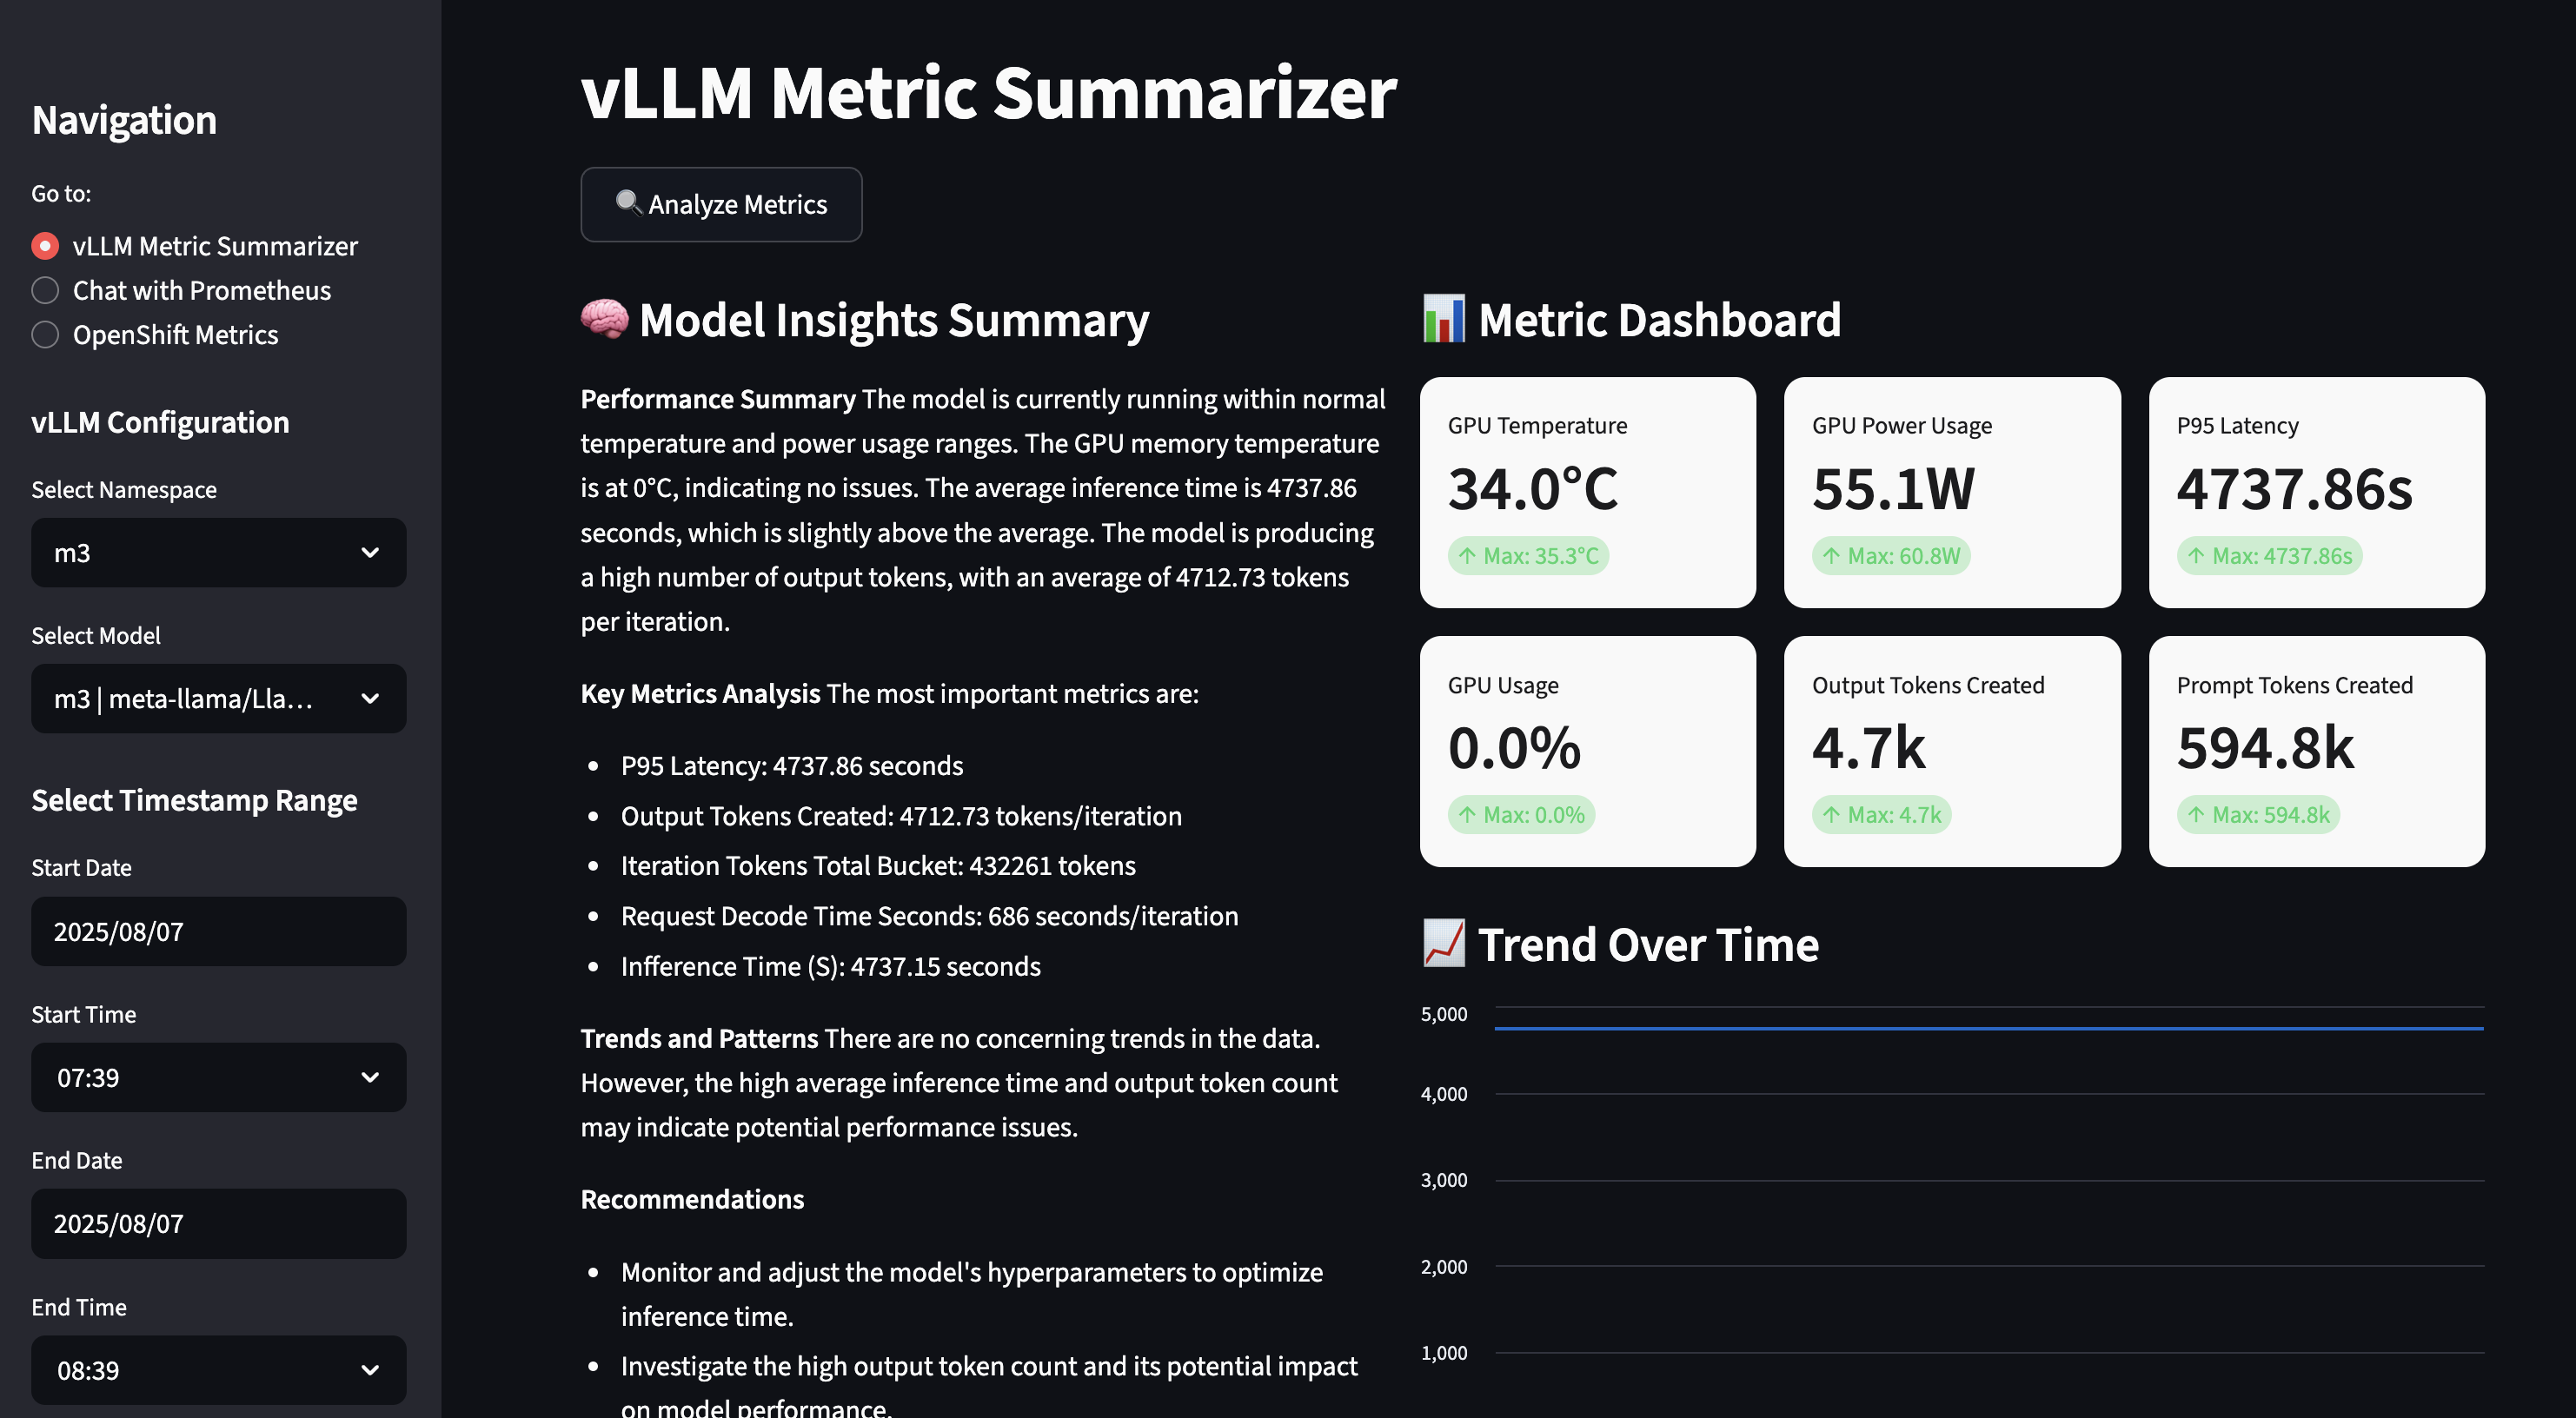 Navigation
Go to:
vLLM Metric Summarizer
Chat with Prometheus
OpenShift Metrics
vLLM Configuration
Select Namespace
m3
Select Model
m3 | meta-llama/Lla...
Select Timestamp Range
Start Date
2025/08/07
Start Time
07:39
End Date
2025/08/07
End Time
08:39
vLLM Metric Summarizer
Analyze Metrics
Model Insights Summary
Performance Summary The model is currently running within normal
temperature and power usage ranges. The GPU memory temperature
is at 0°C, indicating no issues. The average inference time is 4737.86
seconds, which is slightly above the average. The model is producing
a high number of output tokens, with an average of 4712.73 tokens
per iteration.
Key Metrics Analysis The most important metrics are:
• P95 Latency: 4737.86 seconds
• Output Tokens Created: 4712.73 tokens/iteration
• Iteration Tokens Total Bucket: 432261 tokens
• Request Decode Time Seconds: 686 seconds/iteration
• Infference Time (S): 4737.15 seconds
Trends and Patterns There are no concerning trends in the data.
However, the high average inference time and output token count
may indicate potential performance issues.
Recommendations
• Monitor and adjust the model's hyperparameters to optimize
inference time.
• Investigate the high output token count and its potential impact
on model performance.
Metric Dashboard
GPU Temperature
34.0°C
↑ Max: 35.3°C
GPU Power Usage
55.1W
↑ Max: 60.8W
P95 Latency
4737.86s
↑ Max: 4737.86s
GPU Usage
0.0%
↑ Max: 0.0%
Output Tokens Created
4.7k
↑ Max: 4.7k
Prompt Tokens Created
594.8k
↑ Max: 594.8k
Trend Over Time
5,000
4,000
3,000
2,000
1,000